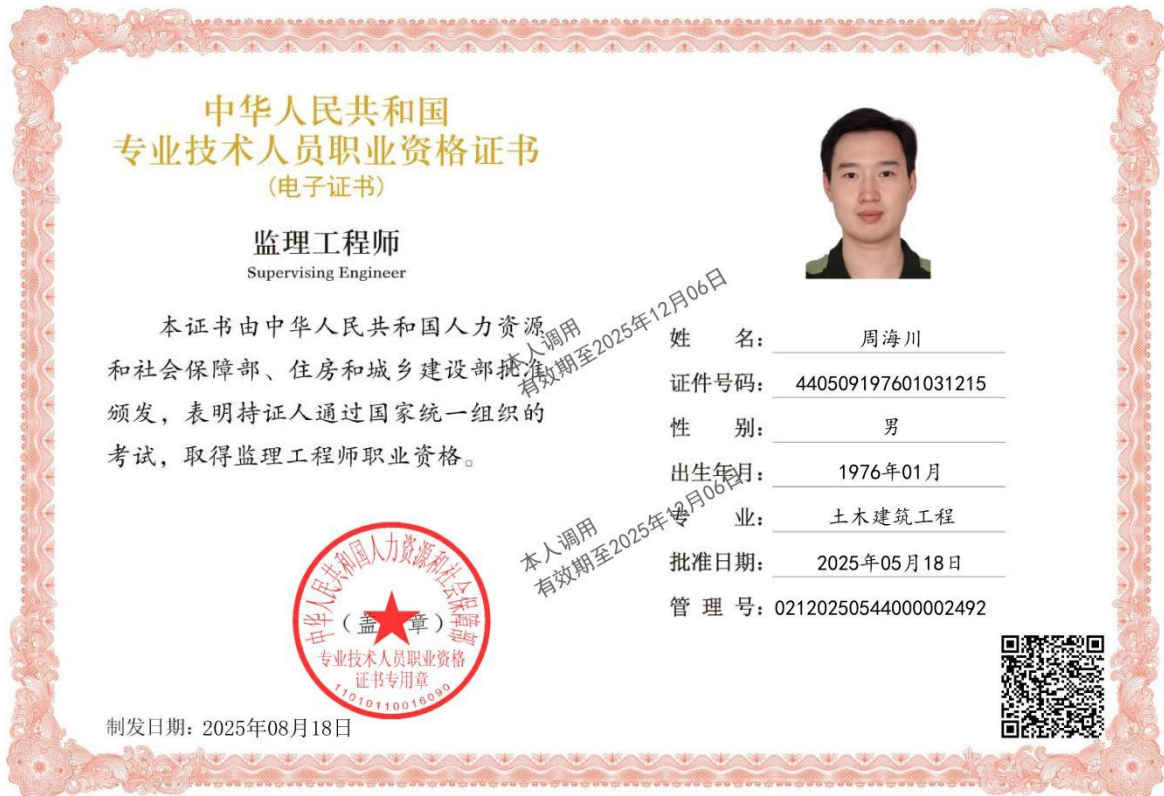 中华人民共和国
专业技术人员职业资格证书
(电子证书)
监理工程师
Supervising Engineer
本证书由中华人民共和国人力资源
和社会保障部、住房和城乡建设部批准
颁发，表明持证人通过国家统一组织的
考试，取得监理工程师职业资格。
中华人民共和国人力资源和社会保障部
（盖章）
专业技术人员职业资格
证书专用章
11010110016090
制发日期：2025年08月18日
本人调用
有效期至2025年12月06日
本人调用
有效期至2025年12月06日
姓 名：周海川
证件号码：440509197601031215
性 别：男
出生年月：1976年01月
专 业：土木建筑工程
批准日期：2025年05月18日
管 理 号：02120250544000002492